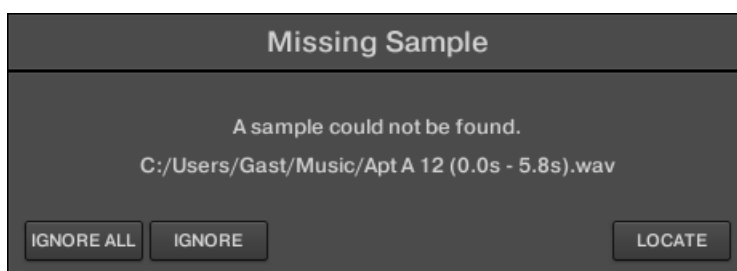 Missing Sample
A sample could not be found.
C:/Users/Gast/Music/Apt A 12 (0.0s - 5.8s).wav
IGNORE ALL IGNORE LOCATE